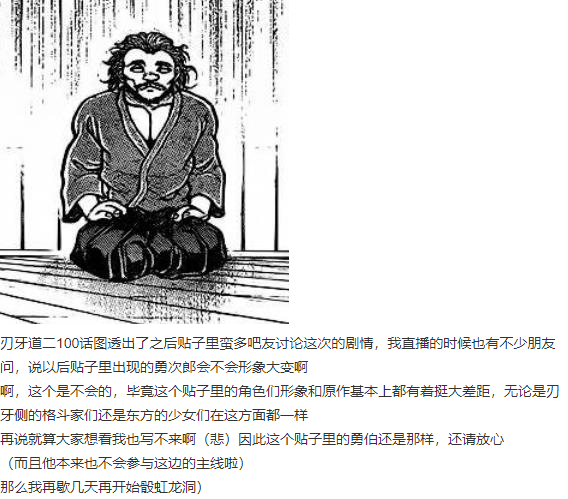 刃牙道二100话图透出了之后贴子里蛮多吧友讨论这次的剧情，我直播的时候也有不少朋友
问，说以后贴子里出现的勇次郎会不会形象大变啊
啊，这个是不会的，毕竟这个贴子里的角色们形象和原作基本上都有着挺大差距，无论是刃
牙侧的格斗家们还是东方的少女们在这方面都一样
再说就算大家想看我也写不来啊（悲）因此这个贴子里的勇伯还是那样，还请放心
（而且他本来也不会参与这边的主线啦）
那么我再歇几天再开始骰虹龙洞）